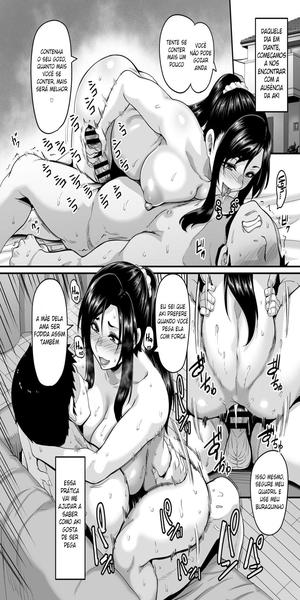 DAQUELE
DIA EM
DIANTE,
COMEÇAMOS
A NOS
ENCONTRAR
COM A
AUSÊNCIA
DA AKI
VOCÊ
NÃO PODE
GOZAR
AINDA
TENTE SE
CONTER
MAIS UM
POUCO
CONTENHA
O SEU GOZO,
QUANTO MAIS
VOCÊ SE
CONTER, MAIS
SERÁ MELHOR
EU SEI QUE
AKI PREFERE
QUANDO VOCÊ
PEGA ELA
COM FORÇA
A MÃE DELA
AMA SER
FODDA ASSIM
TAMBÉM
ISSO MESMO,
SEGURE MEU
QUADRIL E
USE MEU
BURAQUINHO
ESSA
PRÁTICA VAI
ME AJUDAR
A SABER
COMO AKI
GOSTA DE
SER PEGA